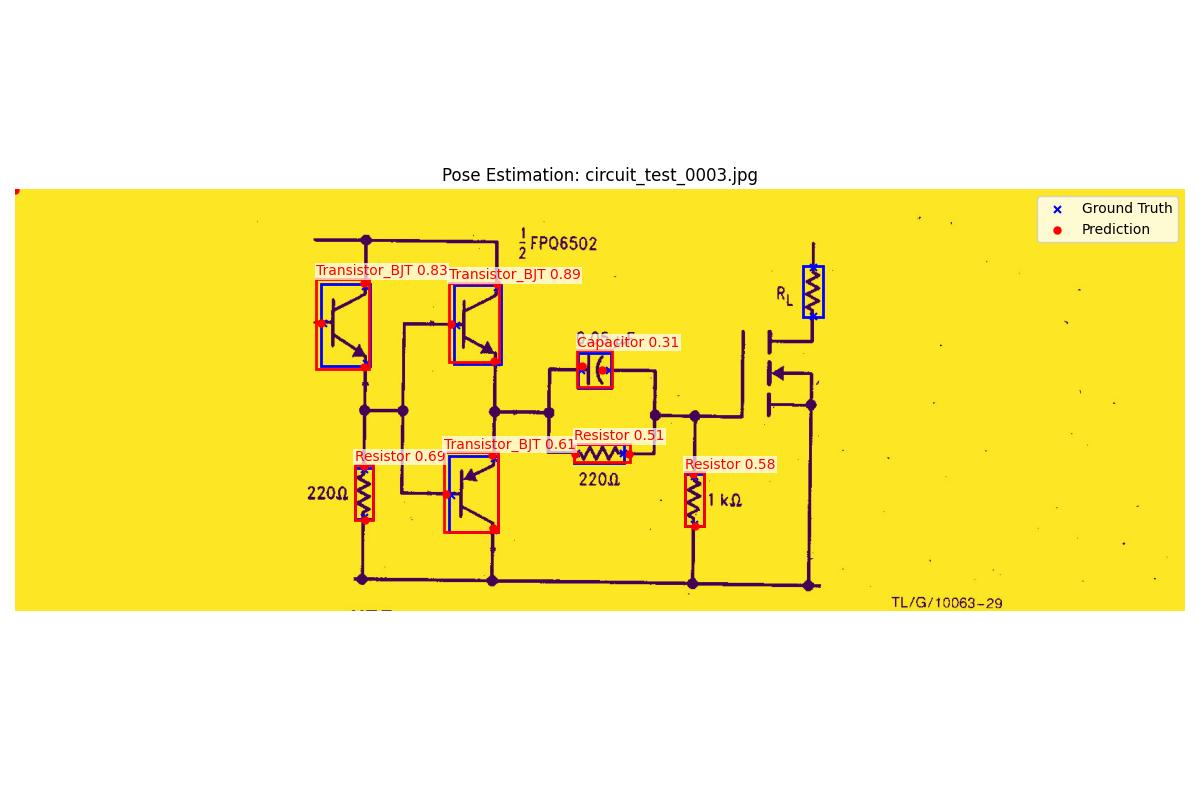 Pose Estimation: circuit_test_0003.jpg
Ground Truth
Prediction
1/2 FPQ6502
Transistor_BJT 0.83
Transistor_BJT 0.89
RL
Capacitor 0.31
Resistor 0.51
Transistor_BJT 0.61
Resistor 0.69
Resistor 0.58
220Ω
220Ω
1 kΩ
TL/G/10063-29